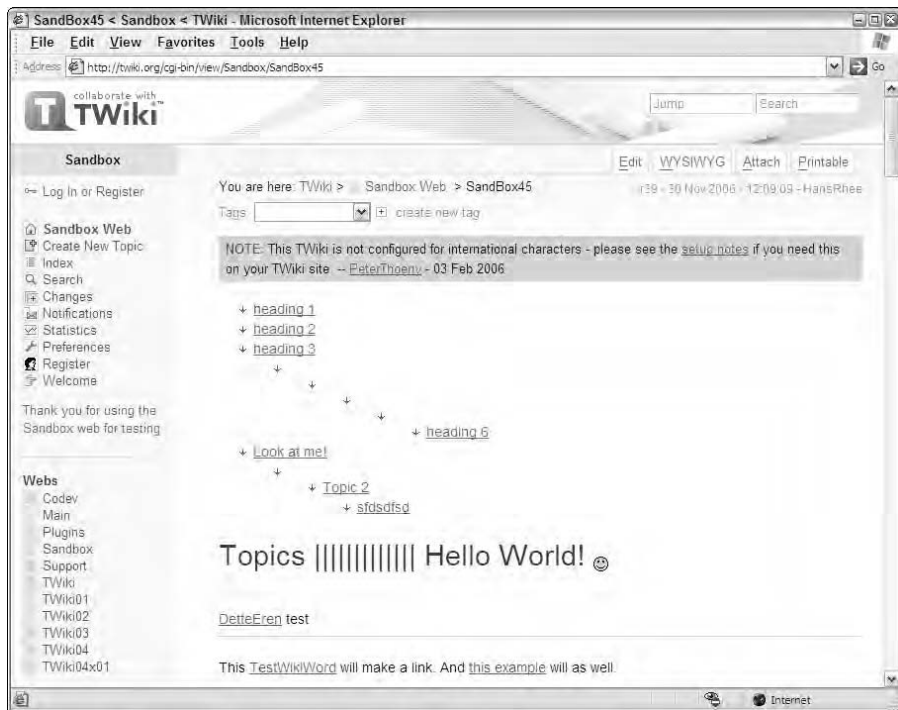 SandBox45 < Sandbox < TWiki - Microsoft Internet Explorer
File Edit View Favorites Tools Help
Address http://twiki.org/cgi-bin/view/Sandbox/SandBox45 Go
collaborate with
TWiki™
Jump Search
Sandbox
Edit WYSIWYG Attach Printable
Log In or Register
You are here: TWiki > Sandbox Web > SandBox45
r39 - 30 Nov 2006 - 12:09:09 - HansRhee
Tags create new tag
Sandbox Web
Create New Topic
Index
Search
Changes
Notifications
Statistics
Preferences
Register
Welcome
Thank you for using the
Sandbox web for testing
Webs
Codev
Main
Plugins
Sandbox
Support
TWiki
TWiki01
TWiki02
TWiki03
TWiki04
TWiki04x01
NOTE: This TWiki is not configured for international characters - please see the setup notes if you need this
on your TWiki site -- PeterThoeny - 03 Feb 2006
heading 1
heading 2
heading 3
heading 6
Look at me!
Topic 2
sfdsdfsd
Topics ||||||||||||| Hello World!
DetteEren test
This TestWikiWord will make a link. And this example will as well.
Internet